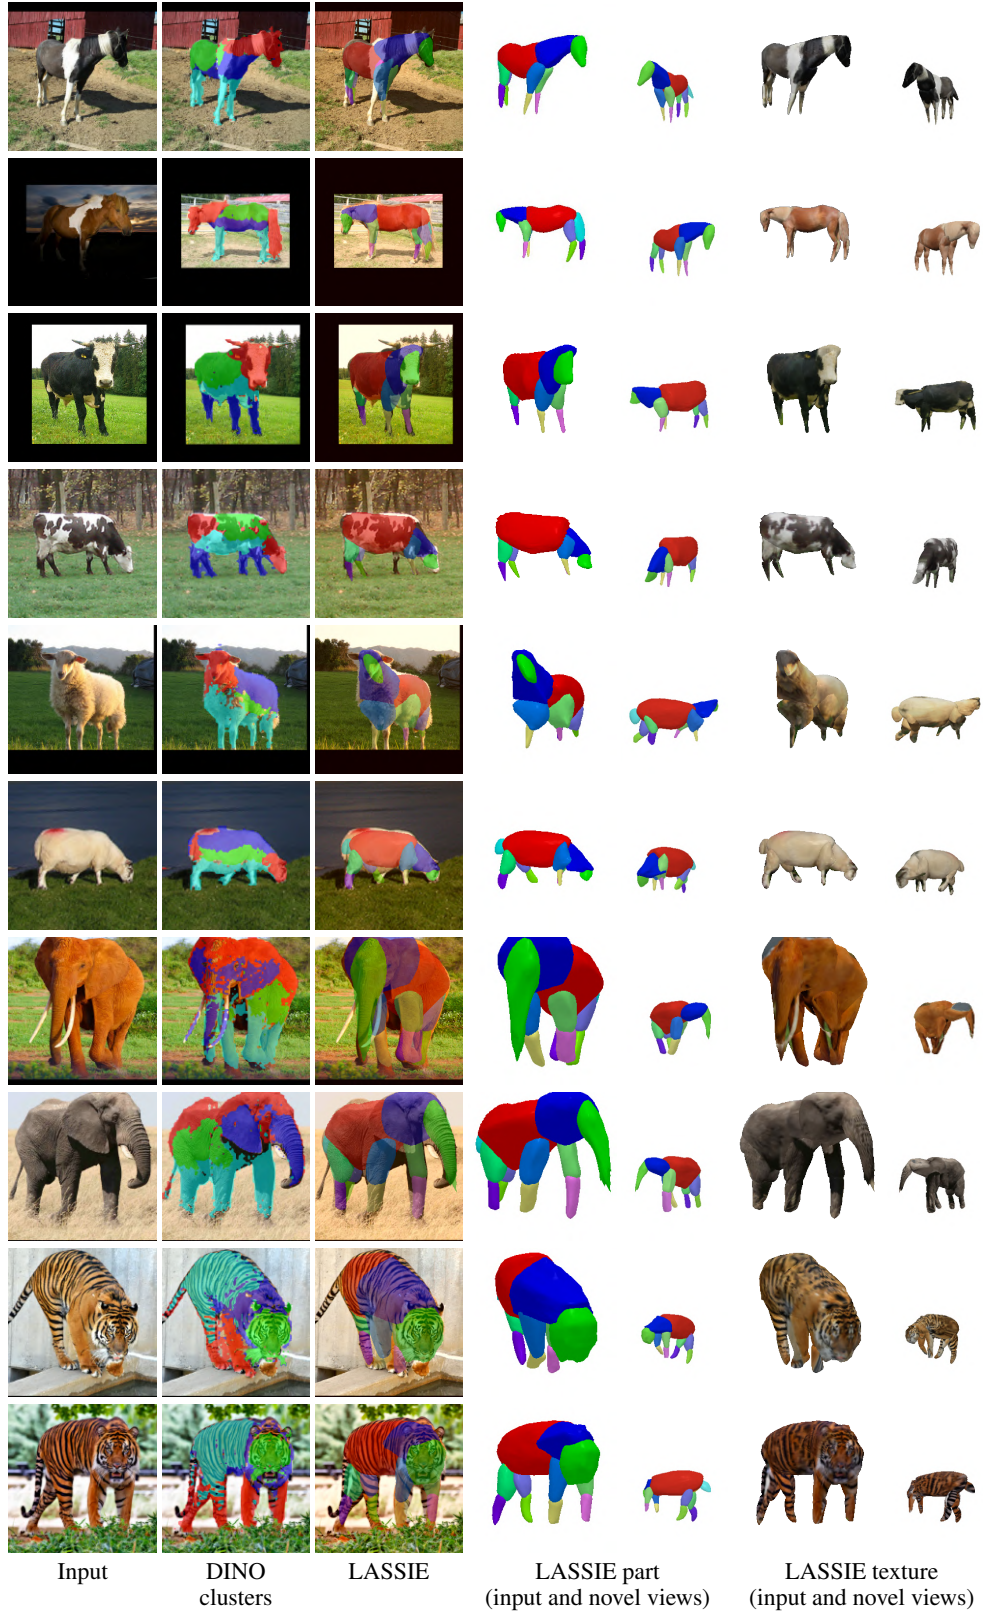 Input
DINO
clusters
LASSIE
LASSIE part
(input and novel views)
LASSIE texture
(input and novel views)